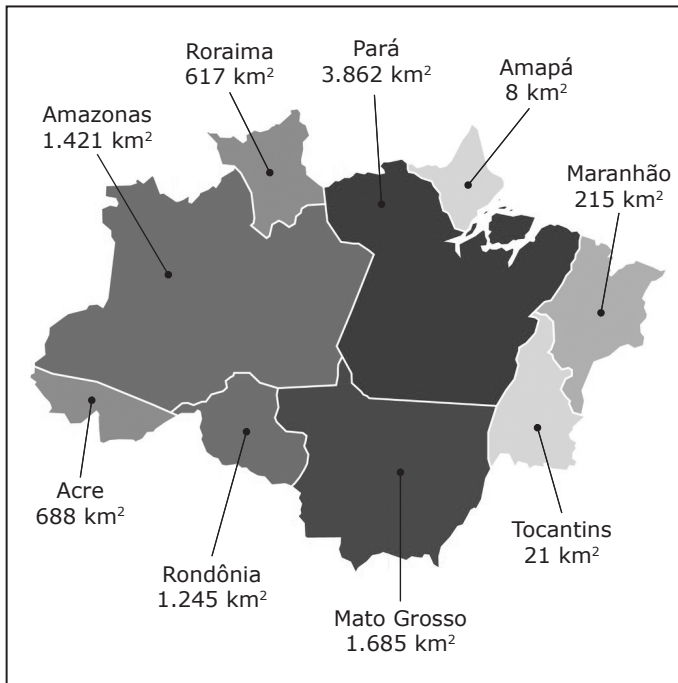 Roraima
617 km²
Pará
3.862 km²
Amapá
8 km²
Amazonas
1.421 km²
Maranhão
215 km²
Acre
688 km²
Rondônia
1.245 km²
Mato Grosso
1.685 km²
Tocantins
21 km²